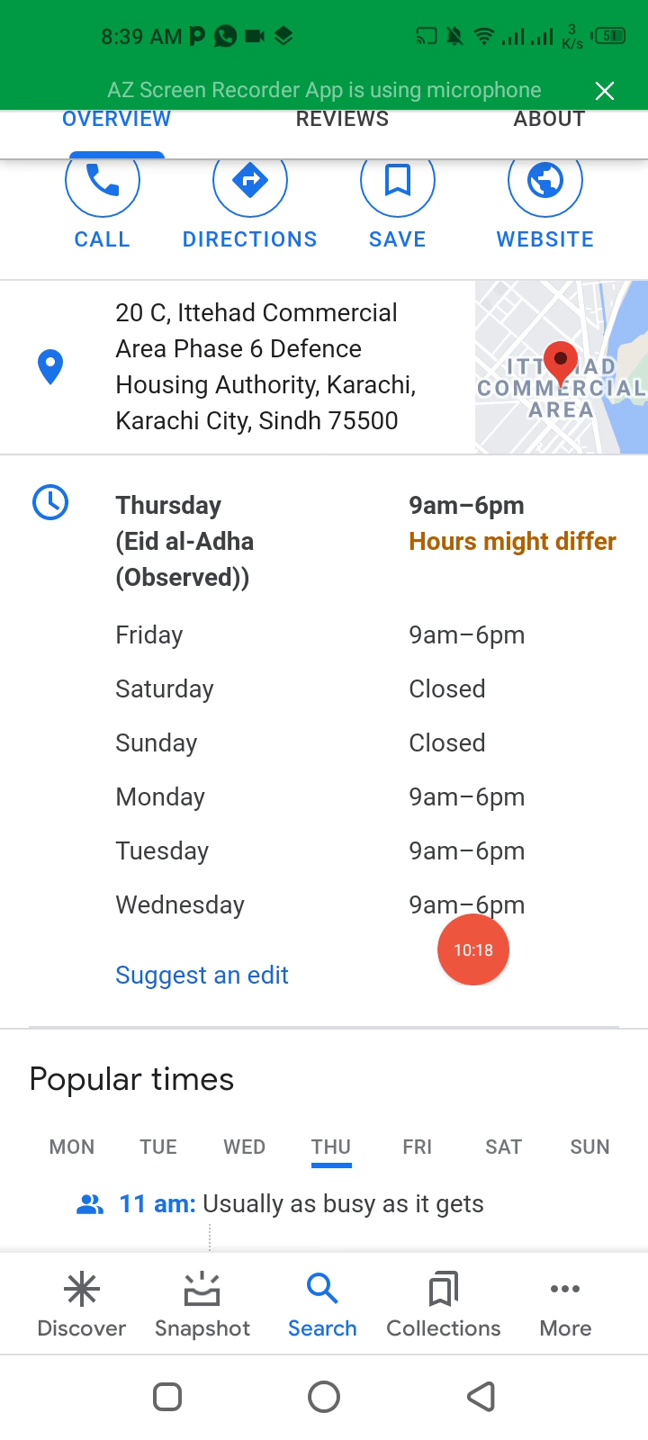 8:39 AM
3 K/s 51
AZ Screen Recorder App is using microphone
OVERVIEW REVIEWS ABOUT
CALL DIRECTIONS SAVE WEBSITE
20 C, Ittehad Commercial
Area Phase 6 Defence
Housing Authority, Karachi,
Karachi City, Sindh 75500
COMMERCIAL
AREA
Thursday 9am–6pm
(Eid al-Adha Hours might differ
(Observed))
Friday 9am–6pm
Saturday Closed
Sunday Closed
Monday 9am–6pm
Tuesday 9am–6pm
Wednesday 9am–6pm
10:18
Suggest an edit
Popular times
MON TUE WED THU FRI SAT SUN
11 am: Usually as busy as it gets
Discover Snapshot Search Collections More